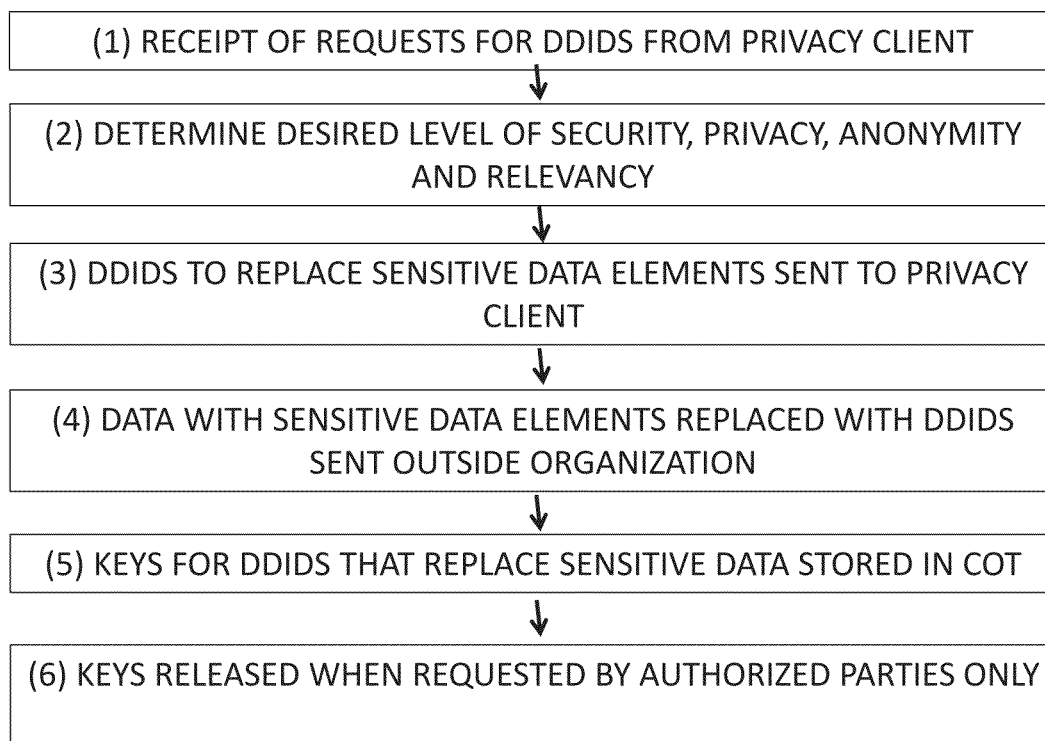 (1) RECEIPT OF REQUESTS FOR DDIDS FROM PRIVACY CLIENT
(2) DETERMINE DESIRED LEVEL OF SECURITY, PRIVACY, ANONYMITY
AND RELEVANCY
(3) DDIDS TO REPLACE SENSITIVE DATA ELEMENTS SENT TO PRIVACY
CLIENT
(4) DATA WITH SENSITIVE DATA ELEMENTS REPLACED WITH DDIDS
SENT OUTSIDE ORGANIZATION
(5) KEYS FOR DDIDS THAT REPLACE SENSITIVE DATA STORED IN COT
(6) KEYS RELEASED WHEN REQUESTED BY AUTHORIZED PARTIES ONLY